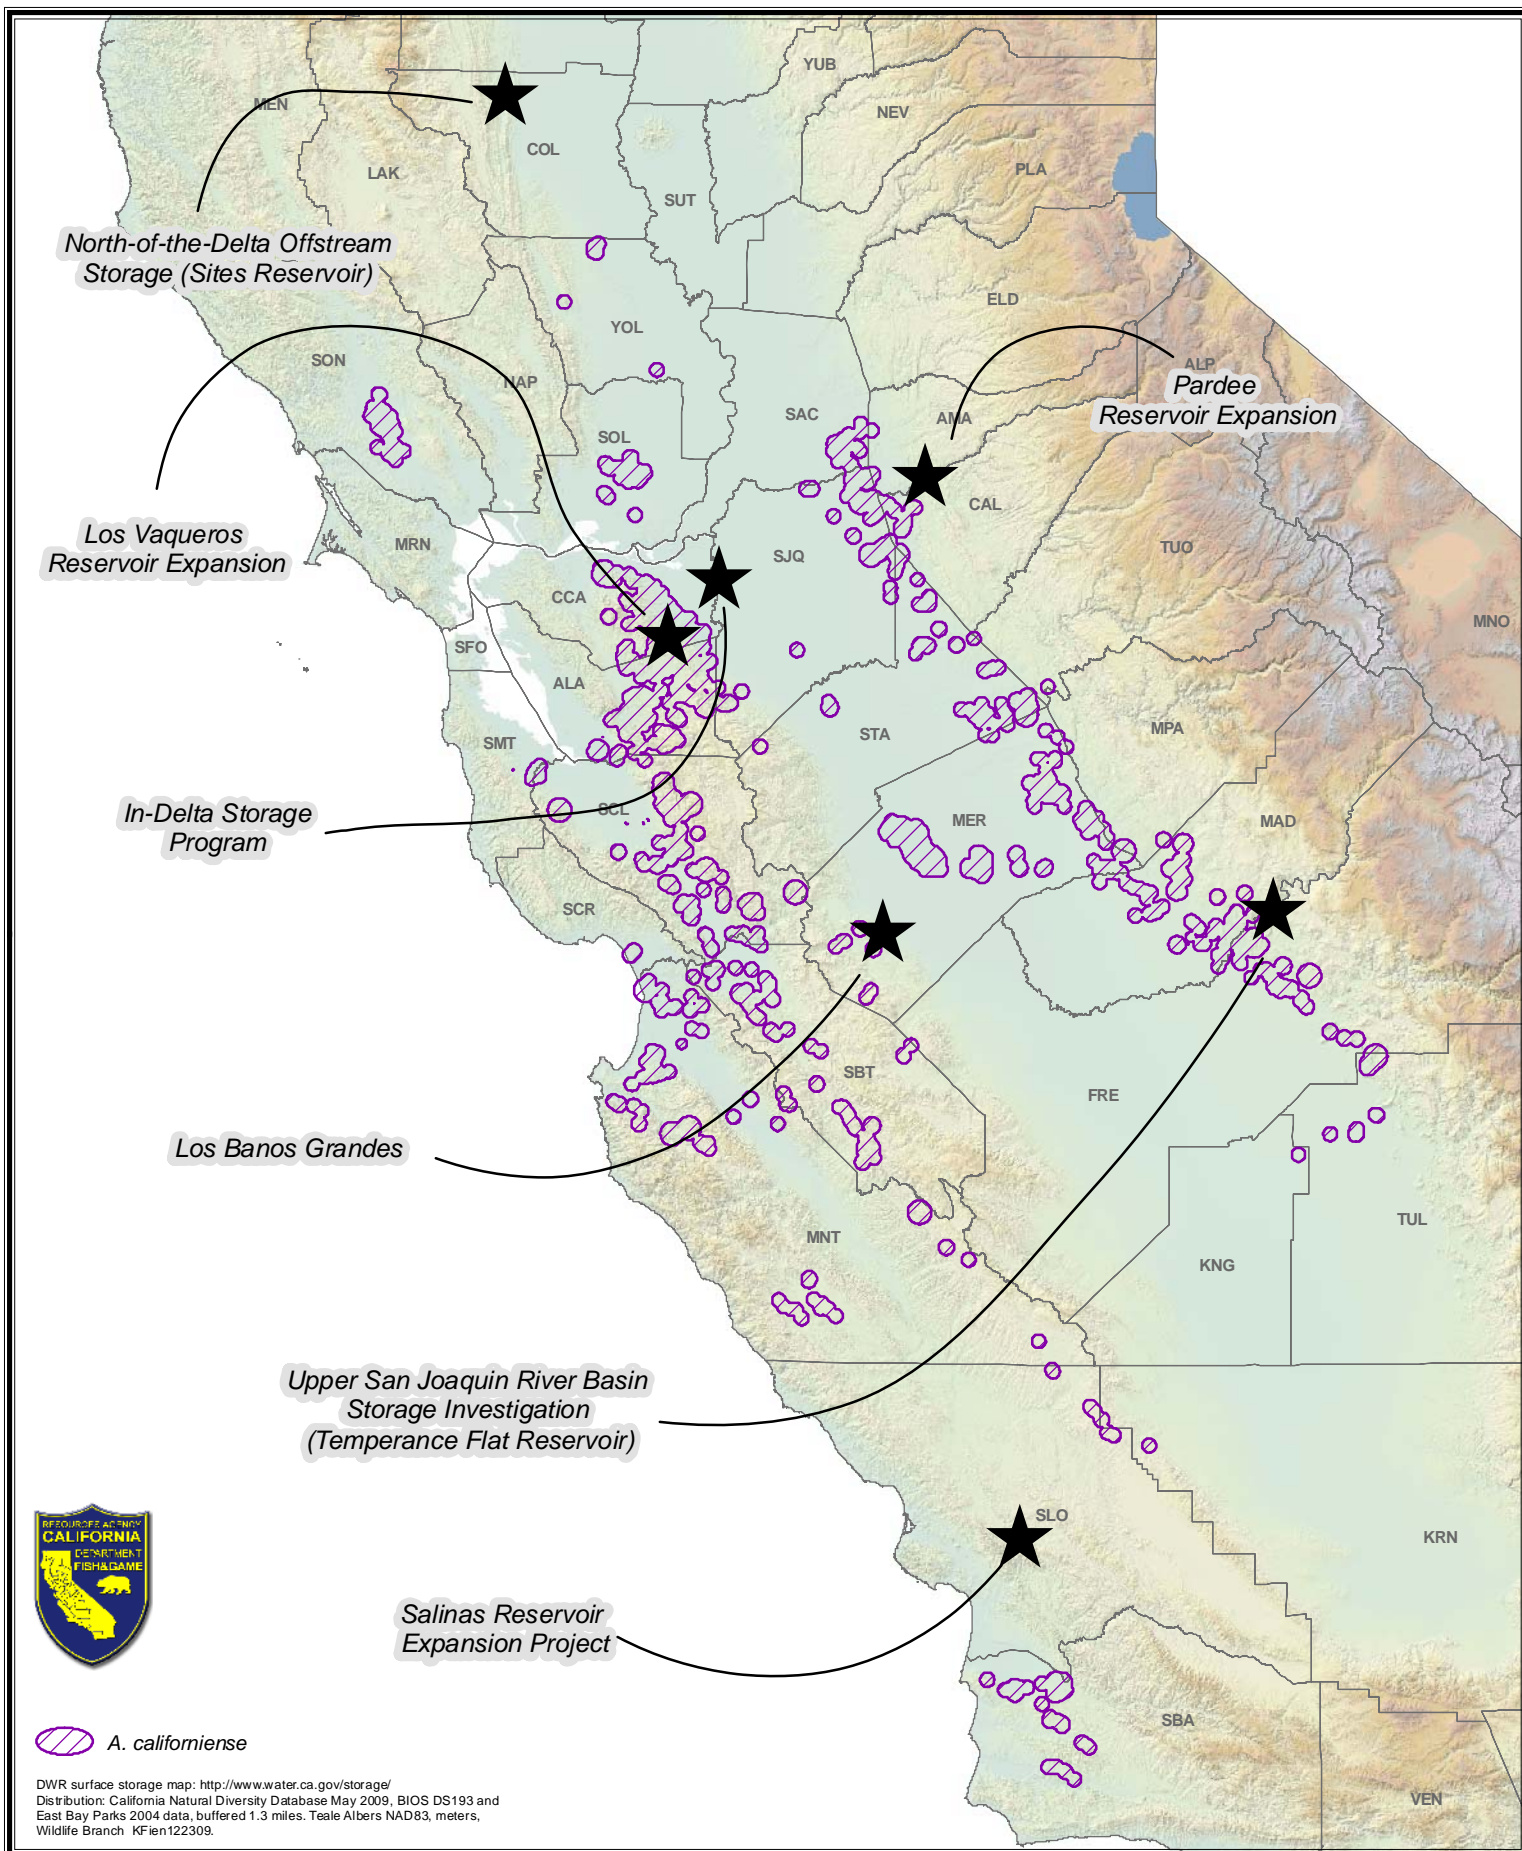 YUB
NEV
MEN
COL
LAK
PLA
SUT
North-of-the-Delta Offstream
Storage (Sites Reservoir)
ELD
YOL
SON
ALP
NAP
Pardee
Reservoir Expansion
SAC
AMA
SOL
CAL
Los Vaqueros
Reservoir Expansion
MRN
SJQ
TUO
CCA
MNO
SFO
ALA
MPA
STA
SMT
In-Delta Storage
Program
SCL
MER
MAD
SCR
SBT
FRE
Los Banos Grandes
TUL
MNT
KNG
Upper San Joaquin River Basin
Storage Investigation
(Temperance Flat Reservoir)
SLO
KRN
RESOURCES AGENCY
CALIFORNIA
DEPARTMENT
FISH&GAME
Salinas Reservoir
Expansion Project
SBA
A. californiense
VEN
DWR surface storage map: http://www.water.ca.gov/storage/
Distribution: California Natural Diversity Database May 2009, BIOS DS193 and
East Bay Parks 2004 data, buffered 1.3 miles. Teale Albers NAD83, meters,
Wildlife Branch KFien122309.